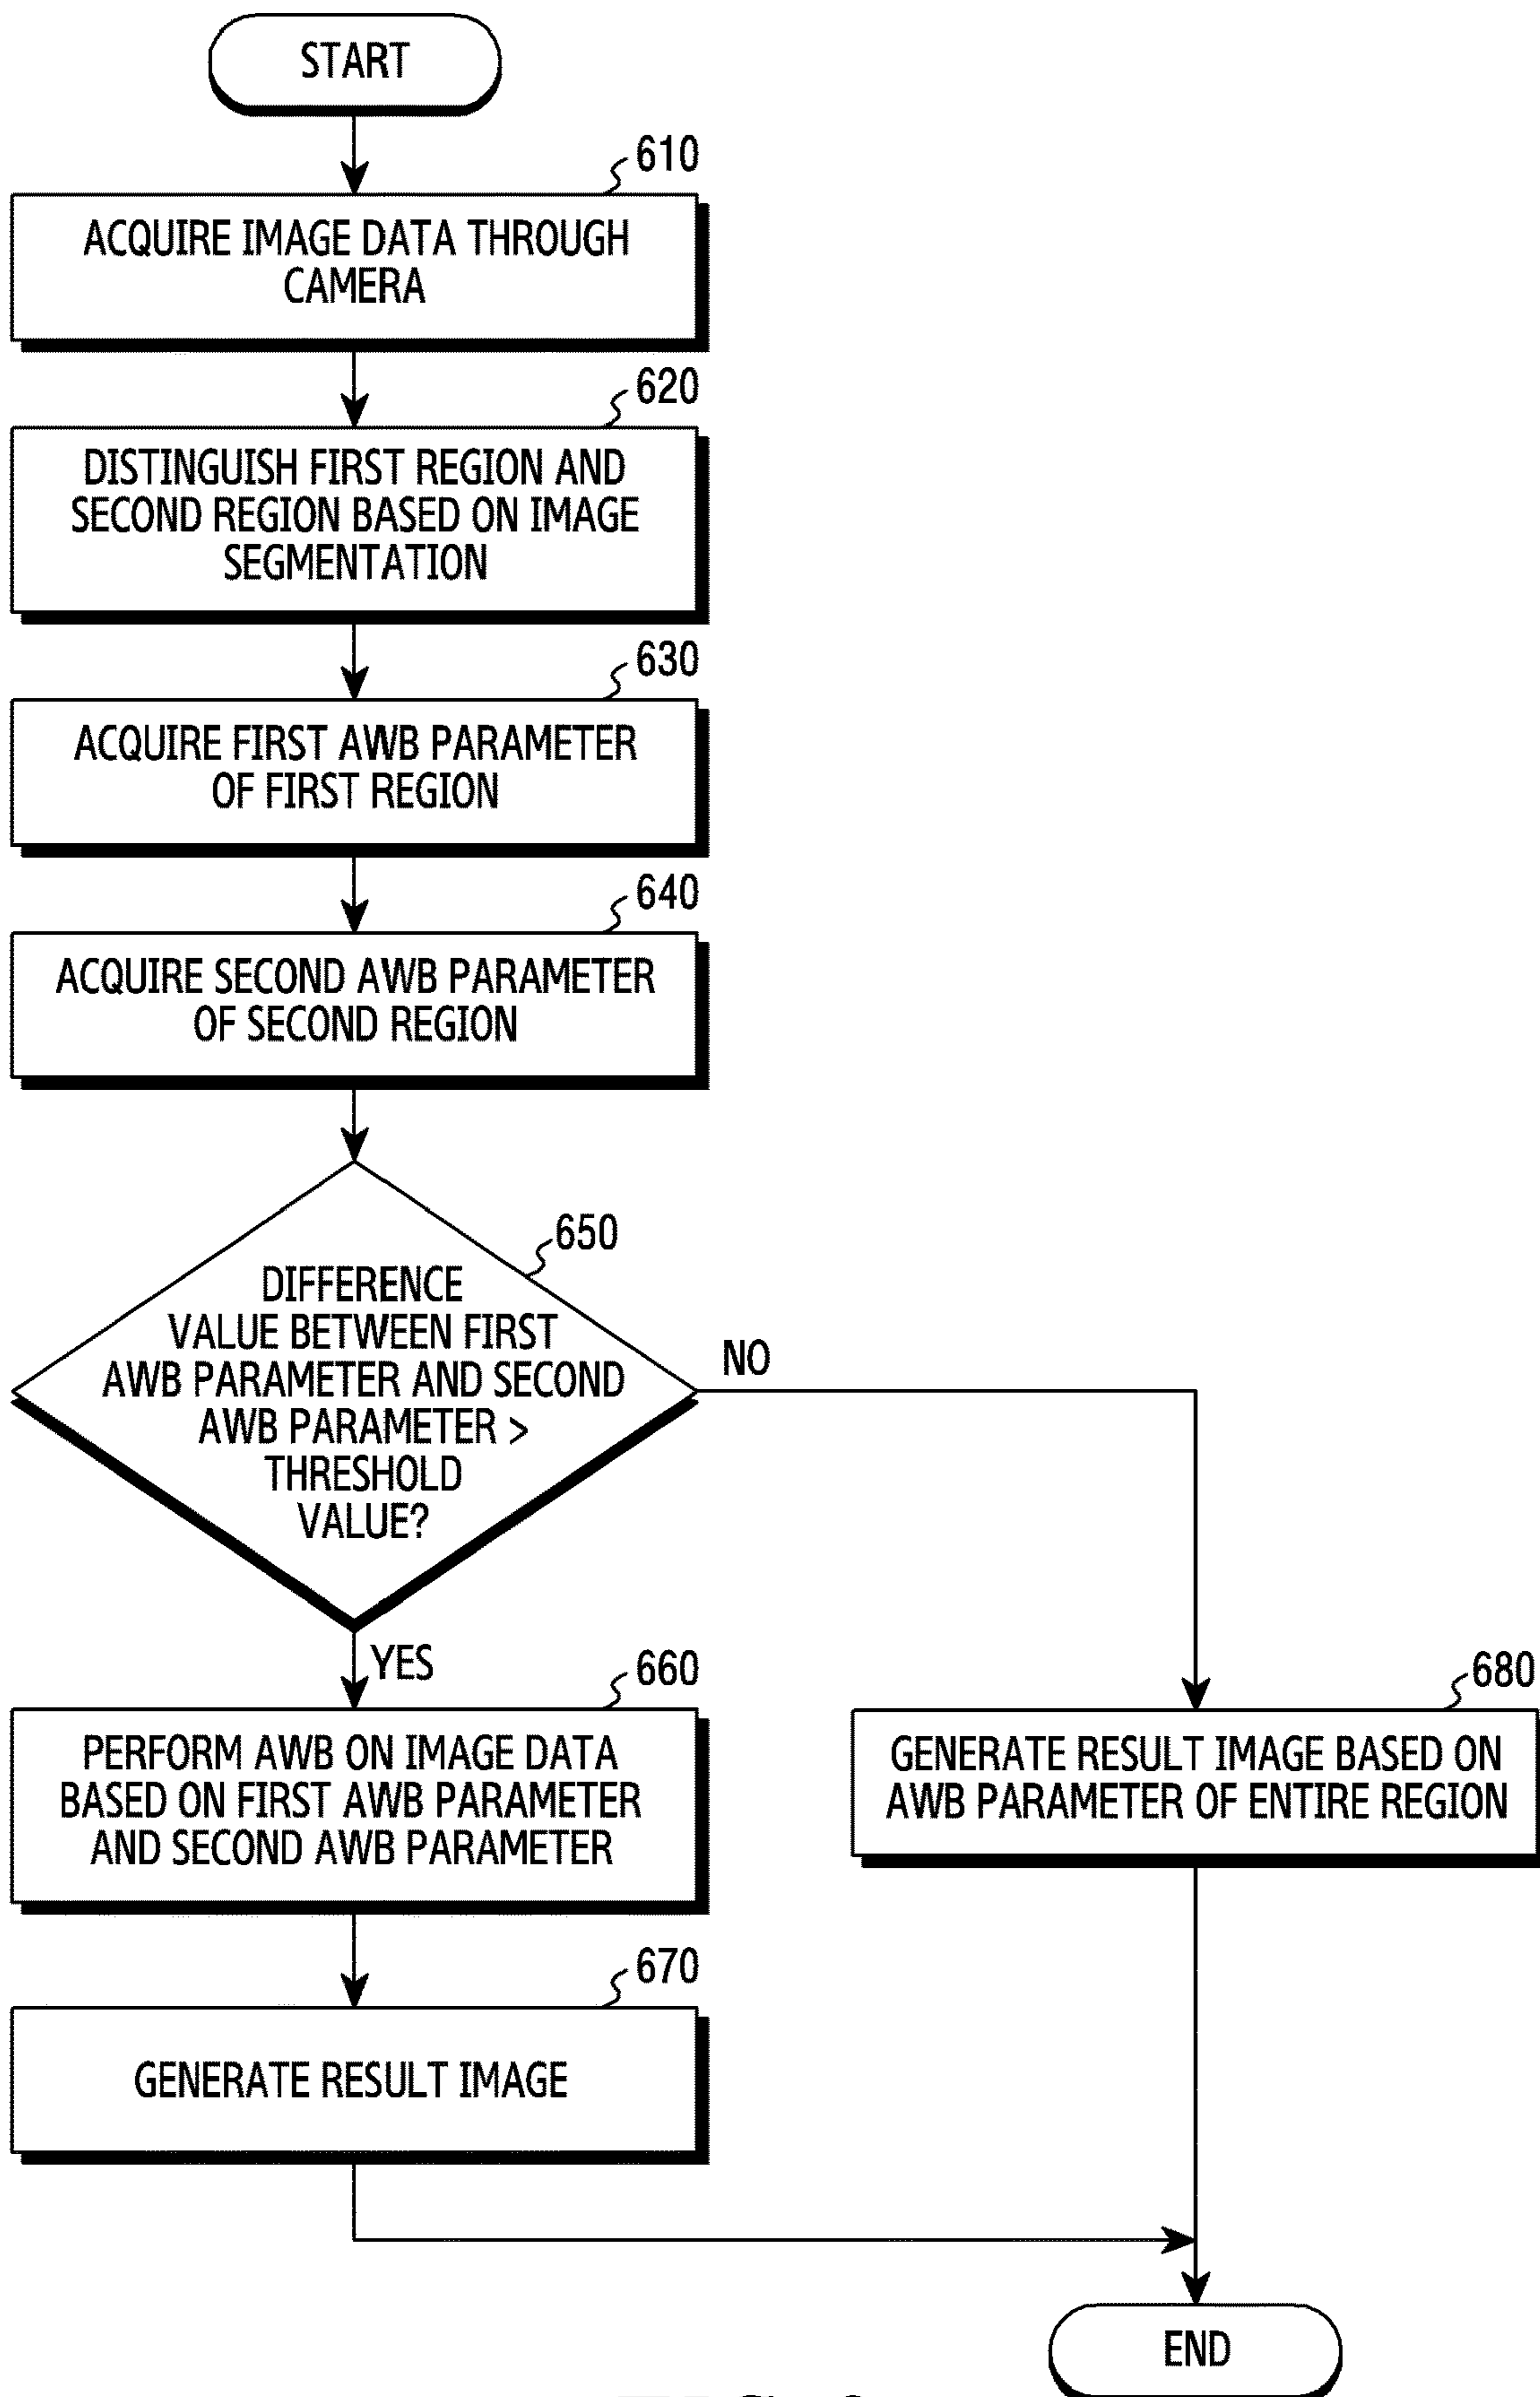 START
610
ACQUIRE IMAGE DATA THROUGH
CAMERA
620
DISTINGUISH FIRST REGION AND
SECOND REGION BASED ON IMAGE
SEGMENTATION
630
ACQUIRE FIRST AWB PARAMETER
OF FIRST REGION
640
ACQUIRE SECOND AWB PARAMETER
OF SECOND REGION
650
DIFFERENCE
VALUE BETWEEN FIRST
AWB PARAMETER AND SECOND
AWB PARAMETER >
THRESHOLD
VALUE?
NO
YES
660
PERFORM AWB ON IMAGE DATA
BASED ON FIRST AWB PARAMETER
AND SECOND AWB PARAMETER
680
GENERATE RESULT IMAGE BASED ON
AWB PARAMETER OF ENTIRE REGION
670
GENERATE RESULT IMAGE
END